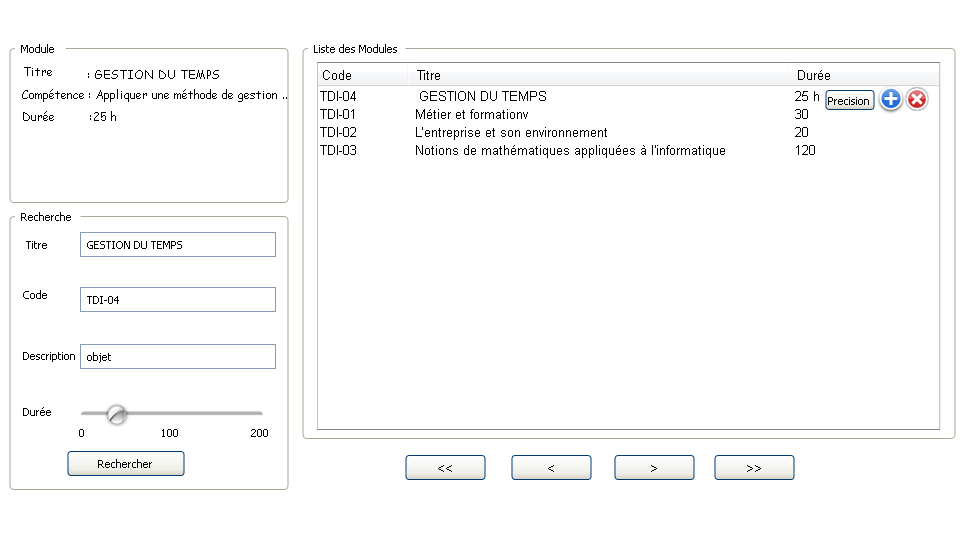 Module
Titre : GESTION DU TEMPS
Compétence : Appliquer une méthode de gestion ..
Durée :25 h
Recherche
Titre GESTION DU TEMPS
Code TDI-04
Description objet
Durée
0 100 200
Rechercher
Liste des Modules
Code Titre Durée
TDI-04 GESTION DU TEMPS 25 h Precision
TDI-01 Métier et formationv 30
TDI-02 L'entreprise et son environnement 20
TDI-03 Notions de mathématiques appliquées à l'informatique 120
<< < > >>